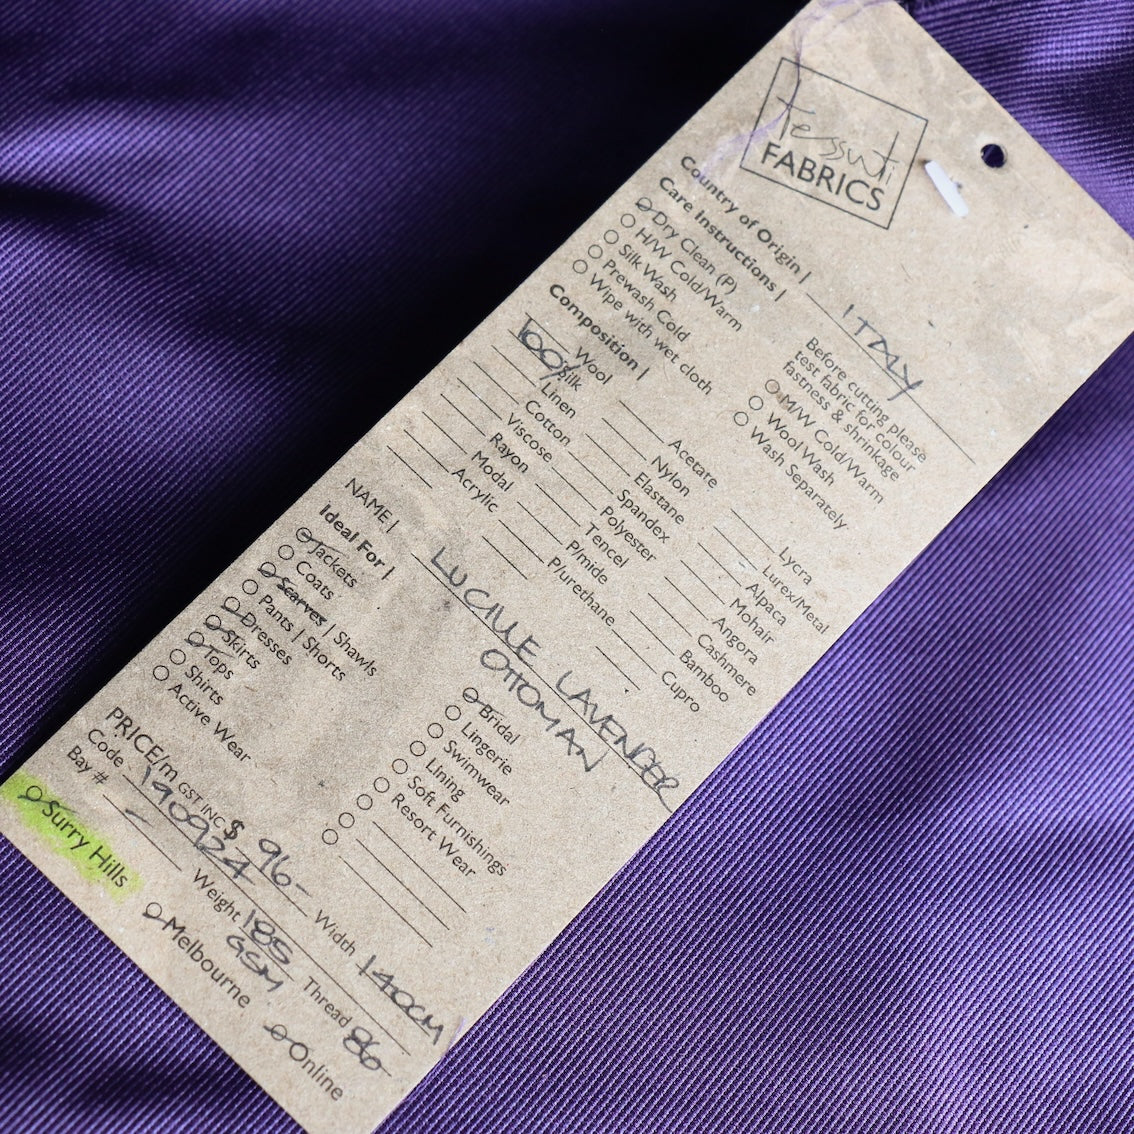 Tessuti
FABRICS
Country of Origin | ITALY
Care Instructions |
Dry Clean (P)
H/W Cold/Warm
Silk Wash
Prewash Cold
Wipe with wet cloth
Before cutting please
test fabric for colour
fastness & shrinkage
M/W Cold/Warm
Wool Wash
Wash Separately
Composition |
Wool
100% Silk
Linen
Cotton
Viscose
Rayon
Modal
Acrylic
Acetate
Nylon
Elastane
Spandex
Polyester
Tencel
P/mide
P/urethane
Lycra
Lurex/Metal
Alpaca
Mohair
Angora
Cashmere
Bamboo
Cupro
NAME | LUCILLE LAVENDER
OTTOMAN
Ideal For |
Jackets
Coats
Scarves | Shawls
Pants | Shorts
Dresses
Skirts
Tops
Shirts
Active Wear
Bridal
Lingerie
Swimwear
Lining
Soft Furnishings
Resort Wear
PRICE/m GST INC $ 96-
Code 190924 Width 140CM
Bay # - Weight 185 GSM Thread 86
Surry Hills Melbourne Online